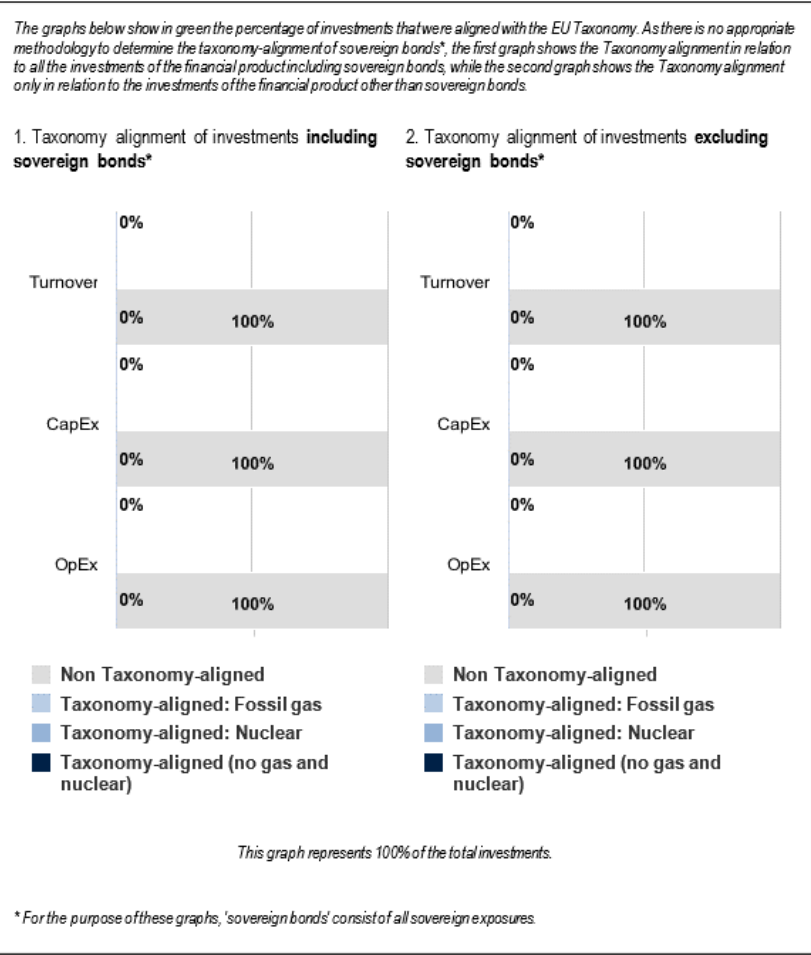 The graphs below show in green the percentage of investments that were aligned with the EU Taxonomy. As there is no appropriate
methodology to determine the taxonomy-alignment of sovereign bonds*, the first graph shows the Taxonomy alignment in relation
to all the investments of the financial product including sovereign bonds, while the second graph shows the Taxonomy alignment
only in relation to the investments of the financial product other than sovereign bonds.
1. Taxonomy alignment of investments including
sovereign bonds*
0%
Turnover
0% 100%
0%
CapEx
0% 100%
0%
OpEx
0% 100%
Non Taxonomy-aligned
Taxonomy-aligned: Fossil gas
Taxonomy-aligned: Nuclear
Taxonomy-aligned (no gas and
nuclear)
2. Taxonomy alignment of investments excluding
sovereign bonds*
0%
Turnover
0% 100%
0%
CapEx
0% 100%
0%
OpEx
0% 100%
Non Taxonomy-aligned
Taxonomy-aligned: Fossil gas
Taxonomy-aligned: Nuclear
Taxonomy-aligned (no gas and
nuclear)
This graph represents 100% of the total investments.
* For the purpose of these graphs, 'sovereign bonds' consist of all sovereign exposures.